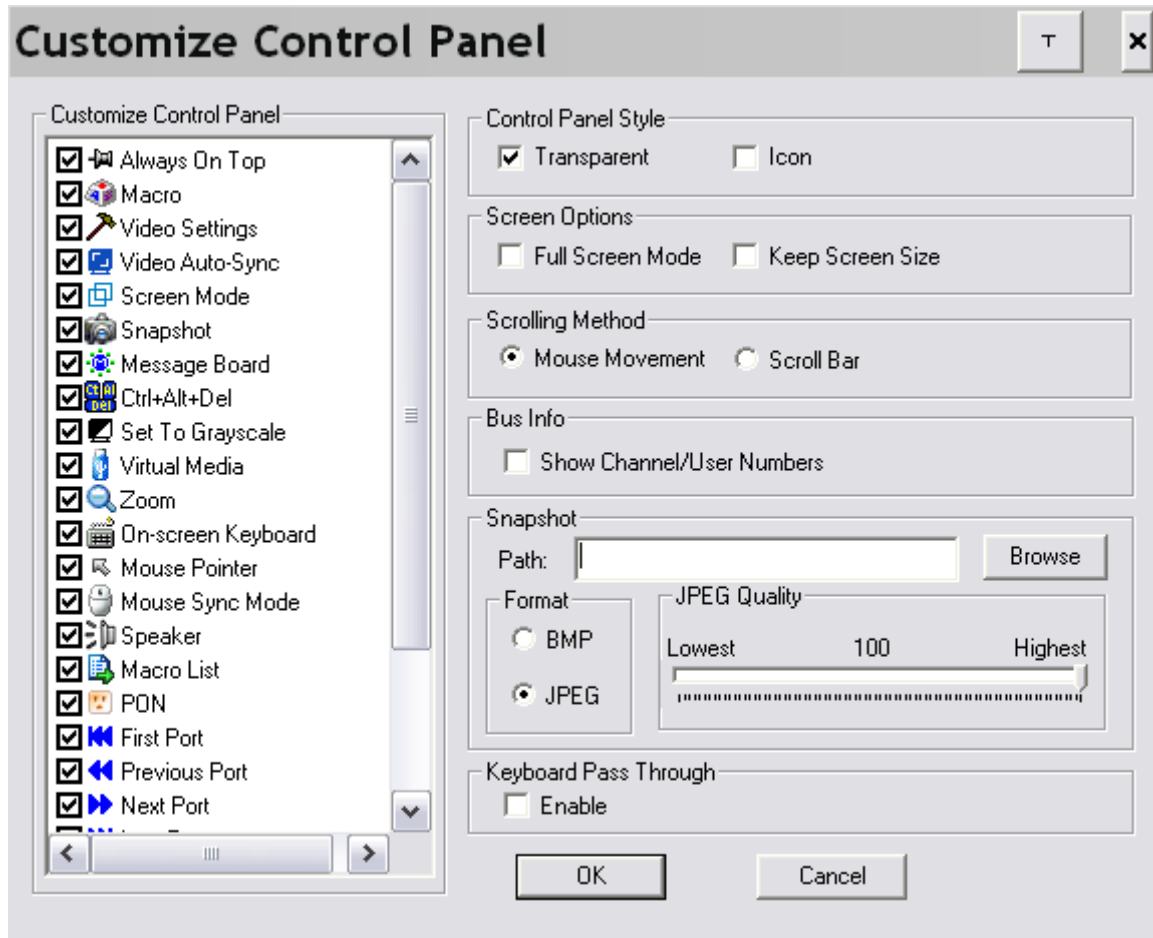 Customize Control Panel
T
Customize Control Panel
Always On Top
Macro
Video Settings
Video Auto-Sync
Screen Mode
Snapshot
Message Board
Ctrl+Alt+Del
Set To Grayscale
Virtual Media
Zoom
On-screen Keyboard
Mouse Pointer
Mouse Sync Mode
Speaker
Macro List
PON
First Port
Previous Port
Next Port
Control Panel Style
Transparent Icon
Screen Options
Full Screen Mode Keep Screen Size
Scrolling Method
Mouse Movement Scroll Bar
Bus Info
Show Channel/User Numbers
Snapshot
Path: Browse
Format
BMP
JPEG
JPEG Quality
Lowest 100 Highest
Keyboard Pass Through
Enable
OK Cancel